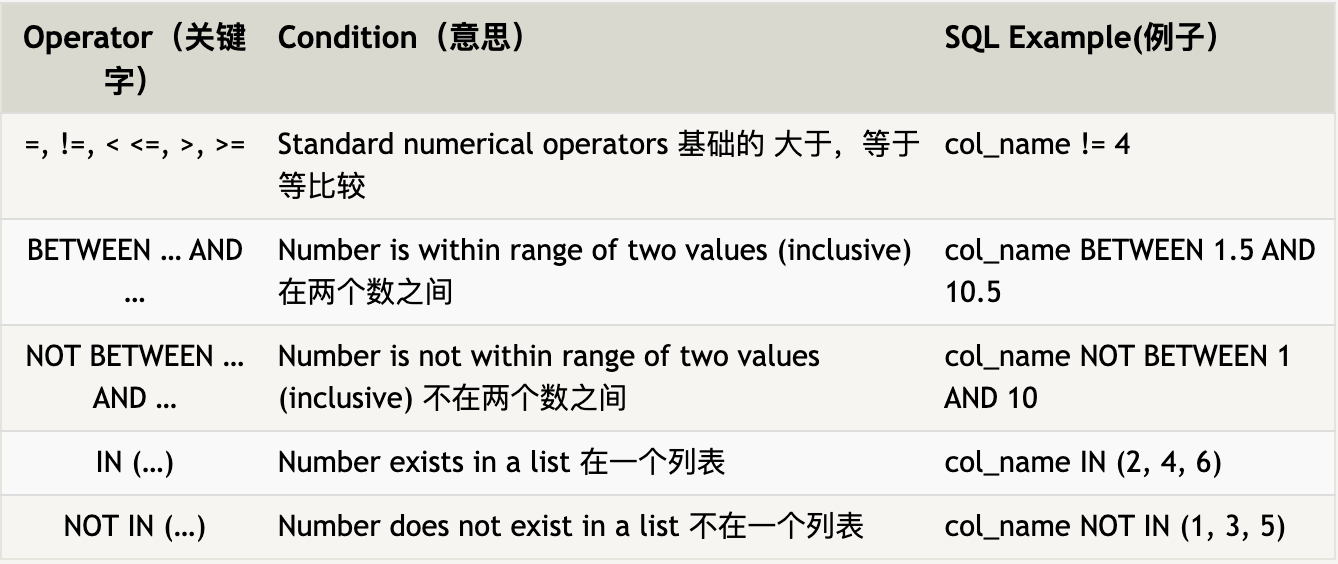 Operator（关键字） Condition（意思） SQL Example(例子）
=, !=, < <=, >, >= Standard numerical operators 基础的 大于，等于 col_name != 4
等比较
BETWEEN … AND Number is within range of two values (inclusive) col_name BETWEEN 1.5 AND
… 在两个数之间 10.5
NOT BETWEEN … Number is not within range of two values col_name NOT BETWEEN 1
AND … (inclusive) 不在两个数之间 AND 10
IN (…) Number exists in a list 在一个列表 col_name IN (2, 4, 6)
NOT IN (…) Number does not exist in a list 不在一个列表 col_name NOT IN (1, 3, 5)